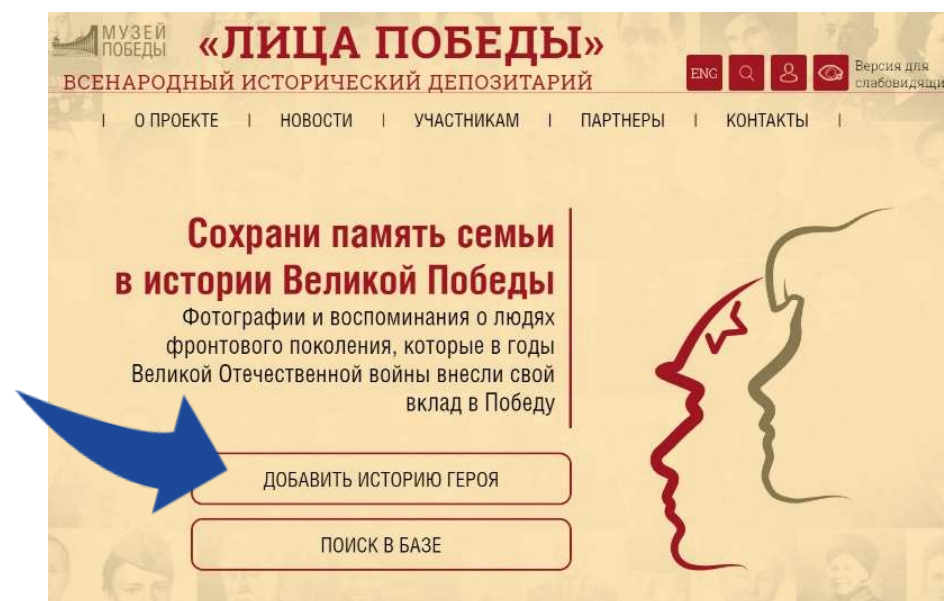 МУЗЕЙ
ПОБЕДЫ
«ЛИЦА ПОБЕДЫ»
ВСЕНАРОДНЫЙ ИСТОРИЧЕСКИЙ ДЕПОЗИТАРИЙ
ENG
Версия для
слабовидящи
| О ПРОЕКТЕ | НОВОСТИ | УЧАСТНИКАМ | ПАРТНЕРЫ | КОНТАКТЫ |
Сохрани память семьи
в истории Великой Победы
Фотографии и воспоминания о людях
фронтового поколения, которые в годы
Великой Отечественной войны внесли свой
вклад в Победу
ДОБАВИТЬ ИСТОРИЮ ГЕРОЯ
ПОИСК В БАЗЕ